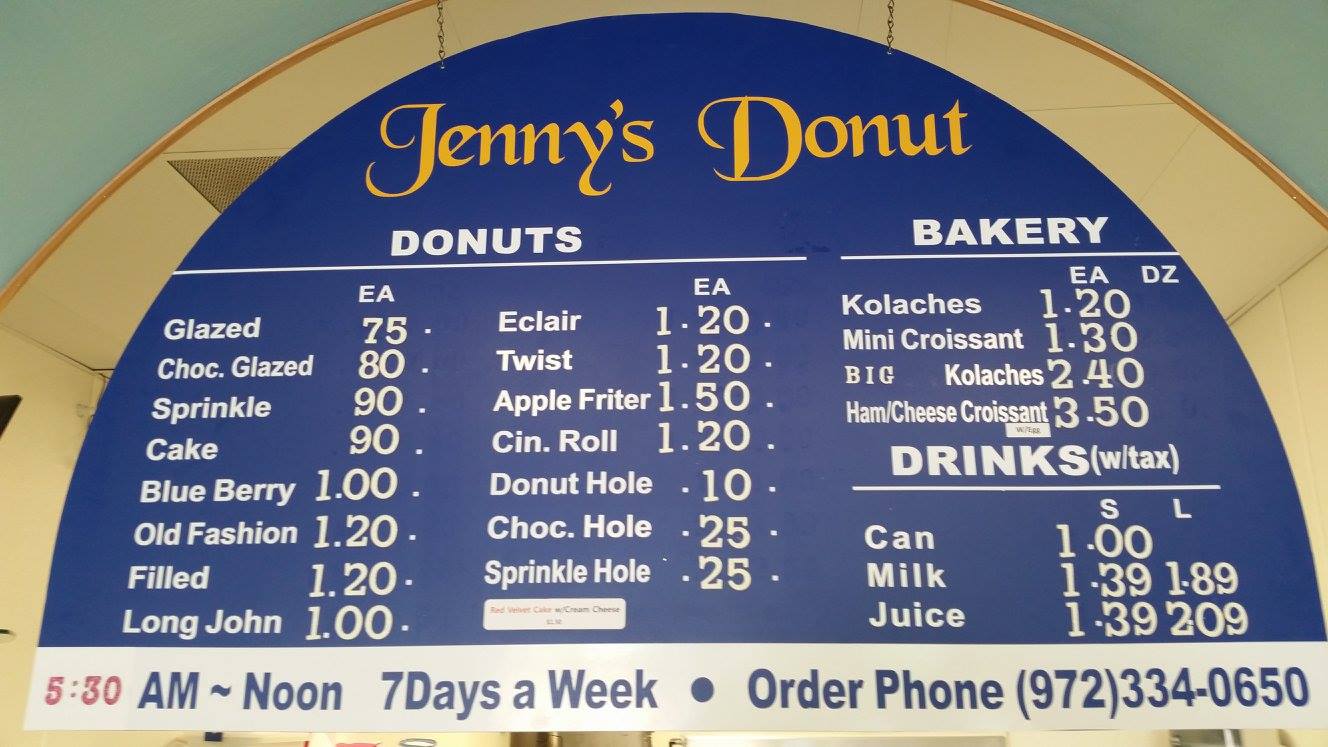 Jenny's Donut
DONUTS
EA EA
Glazed 75 .
Choc. Glazed 80 .
Sprinkle 90 .
Cake 90 .
Blue Berry 1.00 .
Old Fashion 1.20 .
Filled 1.20 .
Long John 1.00 .
Eclair 1.20 .
Twist 1.20 .
Apple Friter 1.50 .
Cin. Roll 1.20 .
Donut Hole .10 .
Choc. Hole .25 .
Sprinkle Hole .25 .
Red Velvet Cake w/Cream Cheese
BAKERY
EA DZ
Kolaches 1.20
Mini Croissant 1.30
BIG Kolaches 2.40
Ham/Cheese Croissant 3.50
W/Egg
DRINKS(w/tax)
S L
Can 1.00
Milk 1.39 1.89
Juice 1.39 2.09
5:30 AM ~ Noon 7Days a Week • Order Phone (972)334-0650